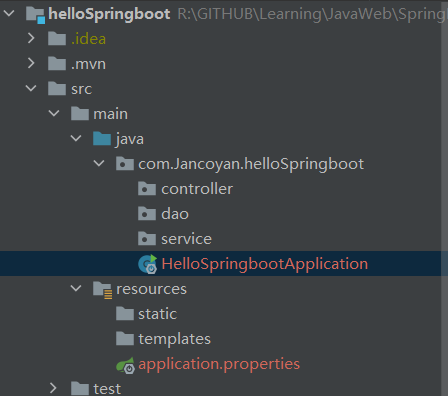 helloSpringboot R:\GITHUB\Learning\JavaWeb\Spring
.idea
.mvn
src
main
java
com.Jancoyan.helloSpringboot
controller
dao
service
HelloSpringbootApplication
resources
static
templates
application.properties
test